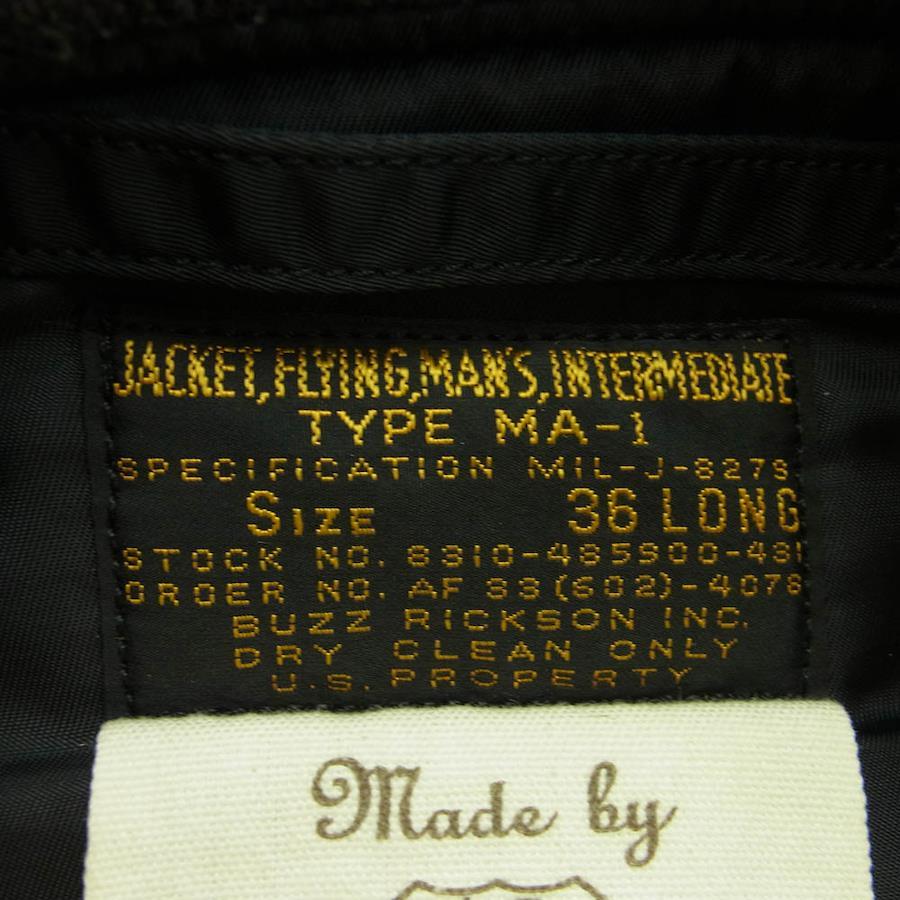 JACKET, FLYING, MAN'S, INTERMEDIATE
TYPE MA-1
SPECIFICATION MIL-J-8279
SIZE 36 LONG
STOCK NO. 8310-485900-431
ORDER NO. AF 33(602)-4078
BUZZ RICKSON INC.
DRY CLEAN ONLY
U.S. PROPERTY
Made by